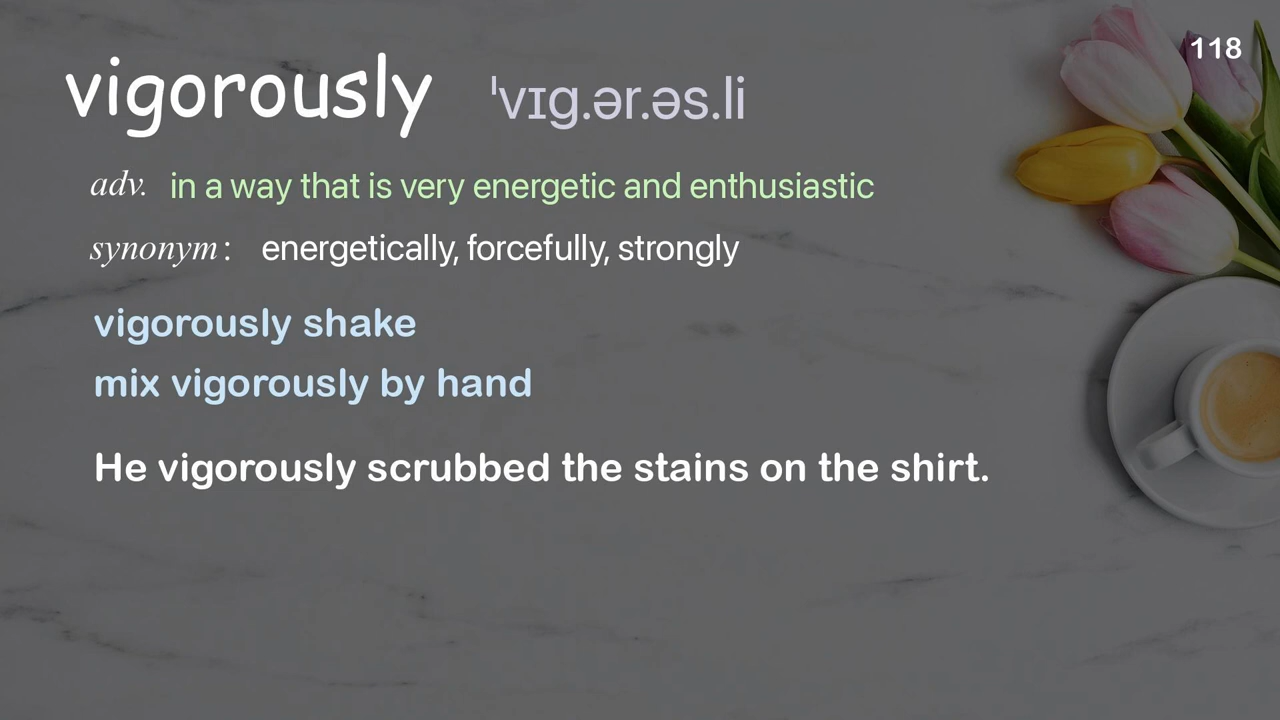 118
vigorously ˈvɪɡ.ər.əs.li
adv. in a way that is very energetic and enthusiastic
synonym: energetically, forcefully, strongly
vigorously shake
mix vigorously by hand
He vigorously scrubbed the stains on the shirt.